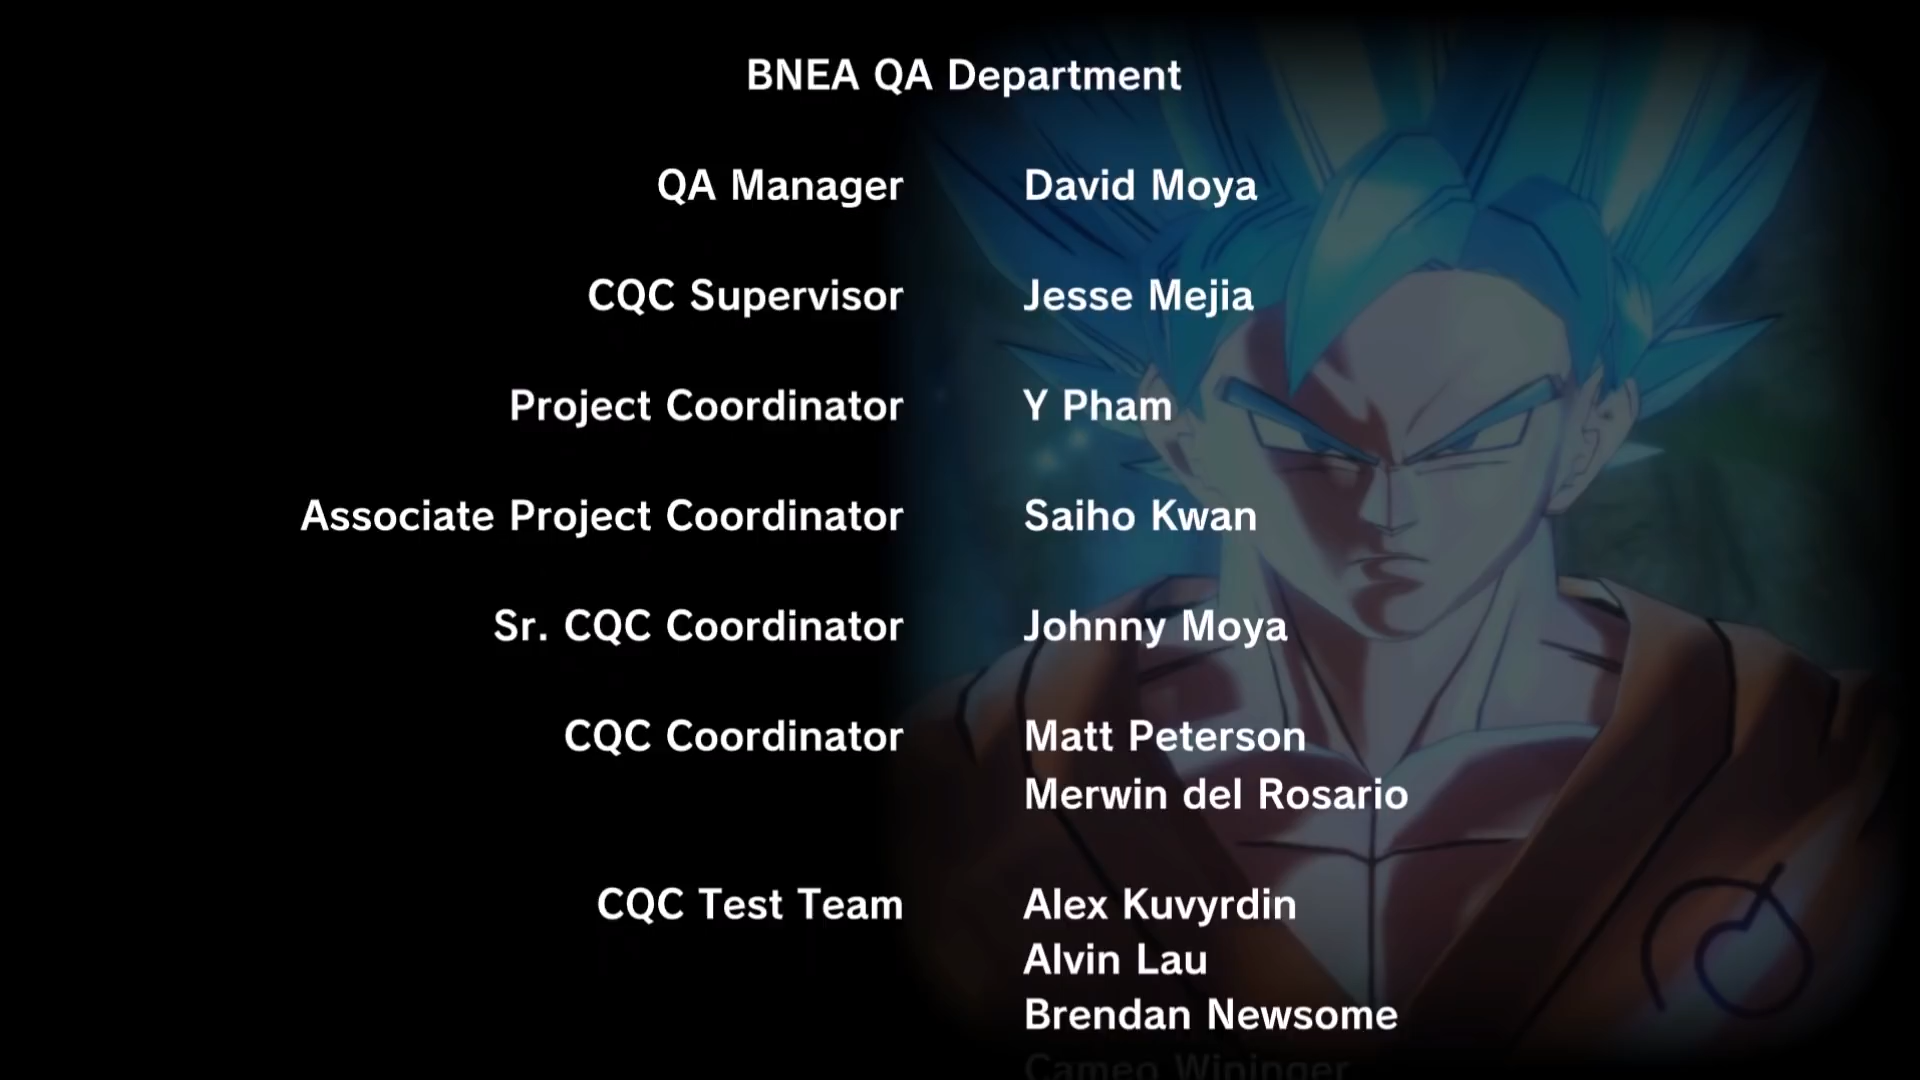 BNEA QA Department
QA Manager David Moya
CQC Supervisor Jesse Mejia
Project Coordinator Y Pham
Associate Project Coordinator Saiho Kwan
Sr. CQC Coordinator Johnny Moya
CQC Coordinator Matt Peterson
Merwin del Rosario
CQC Test Team Alex Kuvyrdin
Alvin Lau
Brendan Newsome
Cameo Wininger